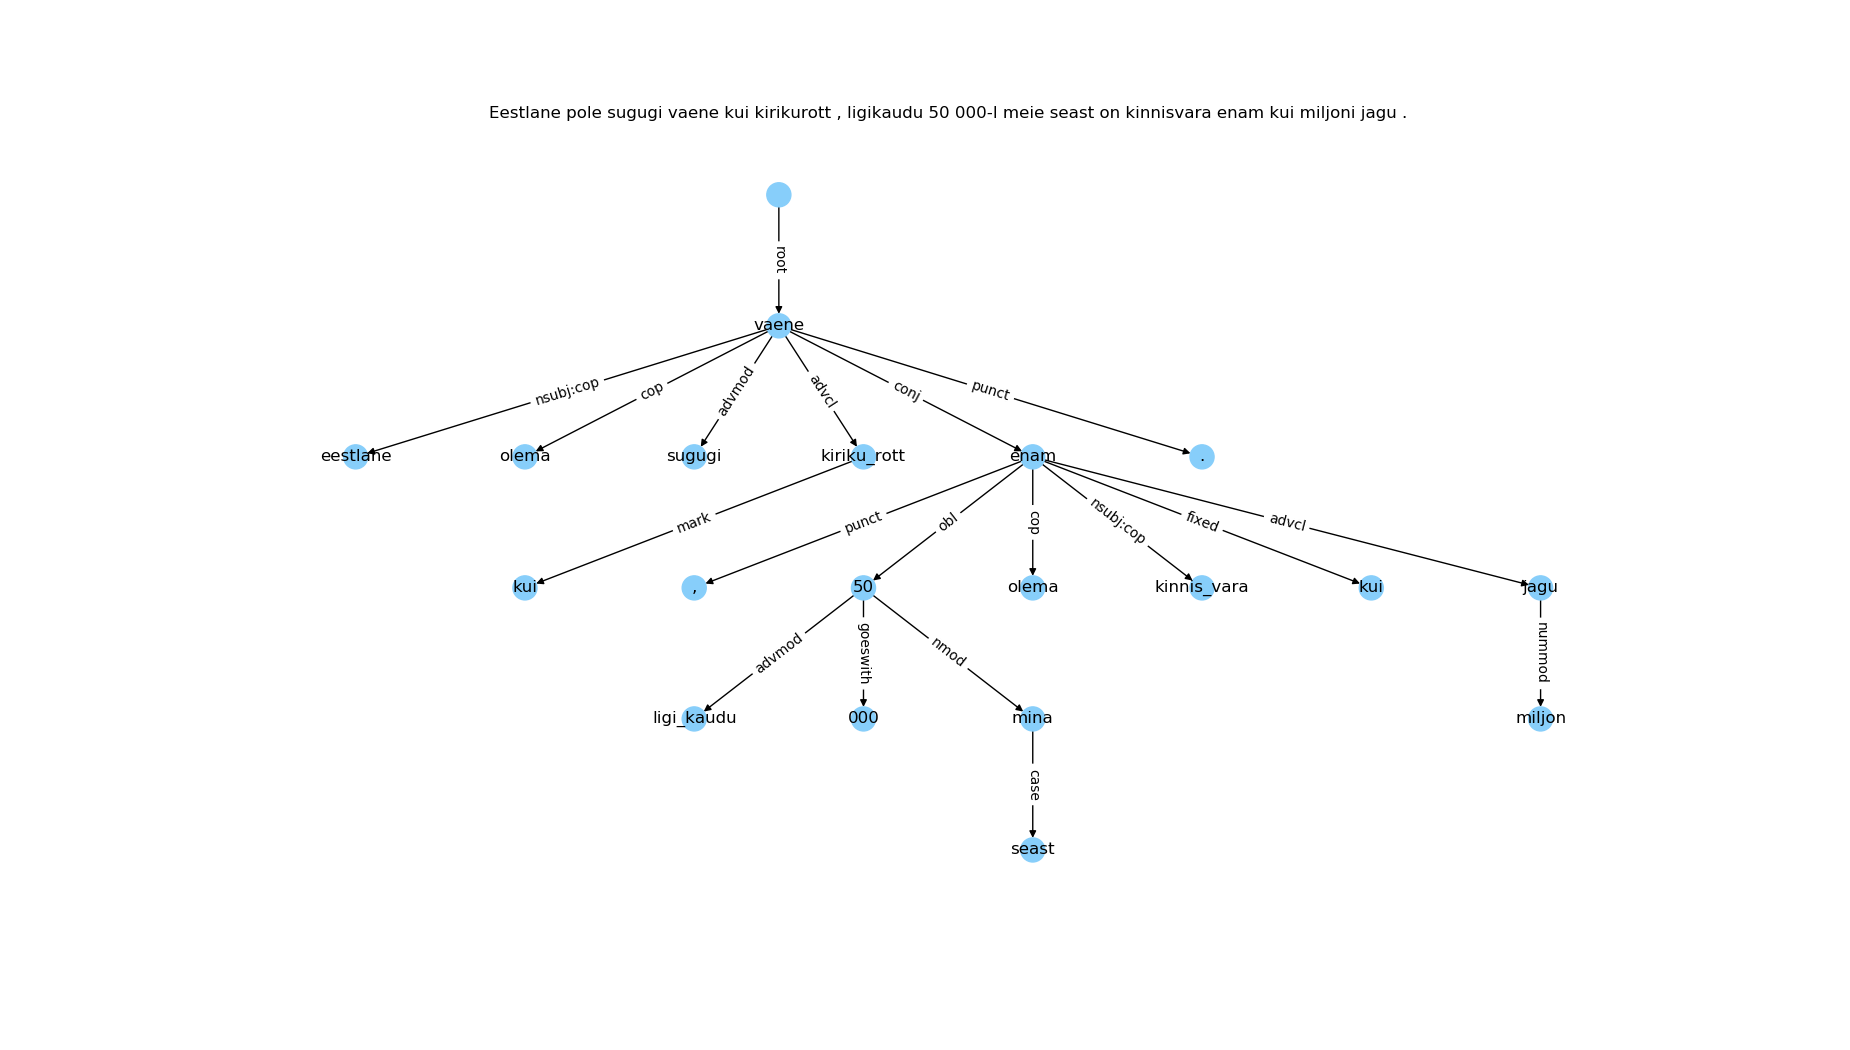 Eestlane pole sugugi vaene kui kirikurott , ligikaudu 50 000-l meie seast on kinnisvara enam kui miljoni jagu .
root
vaene
nsubj:cop cop advmod advcl conj punct
eestlane olema sugugi kiriku_rott enam .
mark punct obl cop nsubj:cop fixed advcl
kui , 50 olema kinnis_vara kui jagu
advmod goeswith nmod nummod
ligi_kaudu 000 mina miljon
case
seast